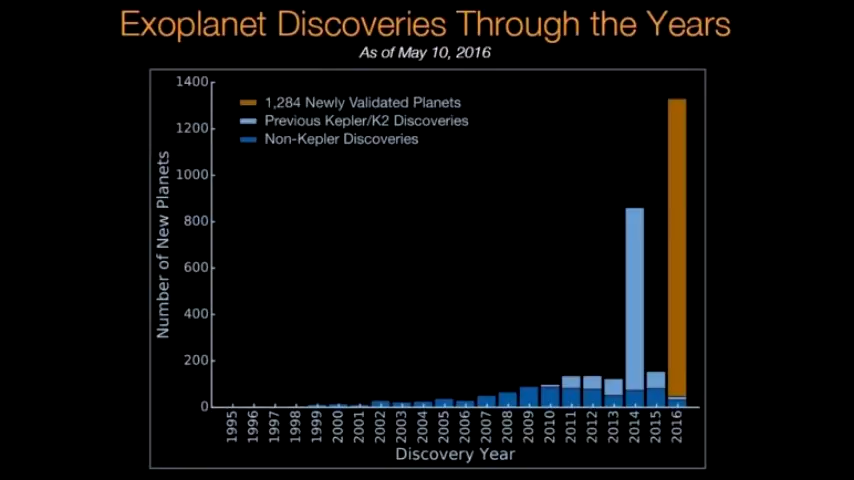 Exoplanet Discoveries Through the Years
As of May 10, 2016
1400
1200
1000
800
600
400
200
0
Number of New Planets
1,284 Newly Validated Planets
Previous Kepler/K2 Discoveries
Non-Kepler Discoveries
1995 1996 1997 1998 1999 2000 2001 2002 2003 2004 2005 2006 2007 2008 2009 2010 2011 2012 2013 2014 2015 2016
Discovery Year